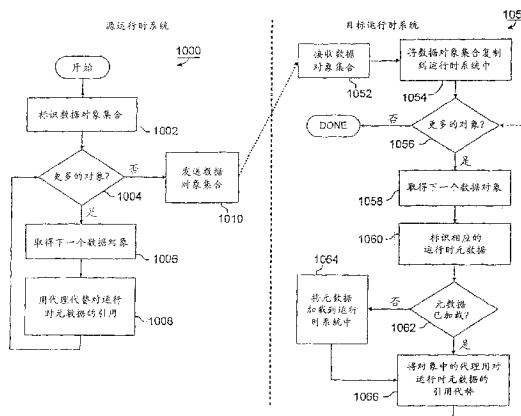 源运行时系统
1000
开始
标识数据对象集合
1002
更多的对象?
1004
否
是
发送数据
对象集合
1010
取得下一个数据对象
1006
用代理代替对运行
时元数据的引用
1008
目标运行时系统
105
接收数据
对象集合
1052
将数据对象集合复制
到运行时系统中
1054
更多的对象?
1056
否
DONE
是
取得下一个数据对象
1058
标识相应的
运行时元数据
1060
元数据
已加载?
1062
否
是
1064
将元数据
加载到运行
时系统中
将对象中的代理用对
运行时元数据的
引用代替
1066